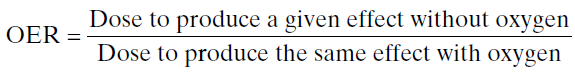 OER = Dose to produce a given effect without oxygen
Dose to produce the same effect with oxygen